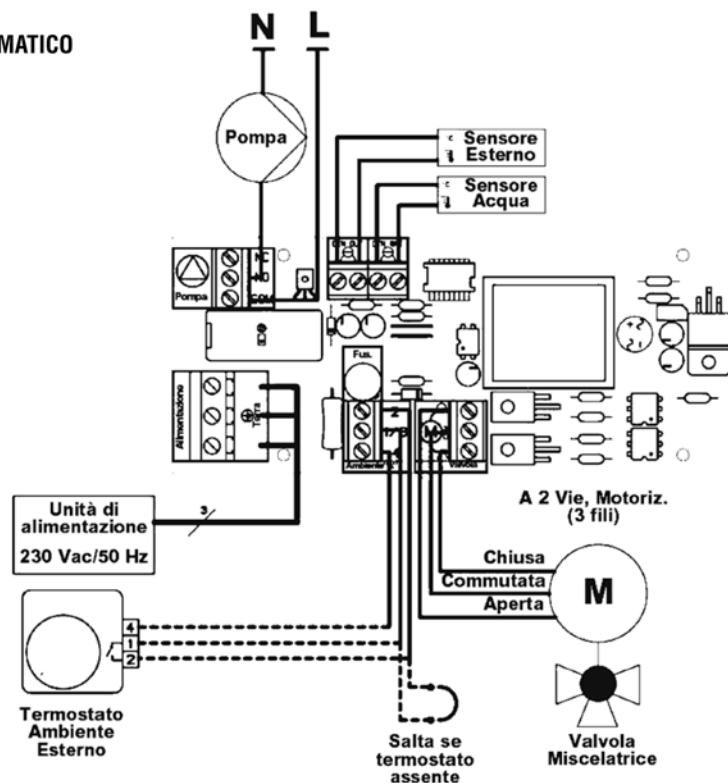 MATICO
N L
Pompa
Sensore
Esterno
Sensore
Acqua
NC
NO
COM
Pompa
Fus.
Alimentazione
Terra
2
1/B
Ambiente
M
Valvola
Unità di
alimentazione
230 Vac/50 Hz
3
A 2 Vie, Motoriz.
(3 fili)
Chiusa
Commutata
Aperta
M
4
1
2
Termostato
Ambiente
Esterno
Salta se
termostato
assente
Valvola
Miscelatrice